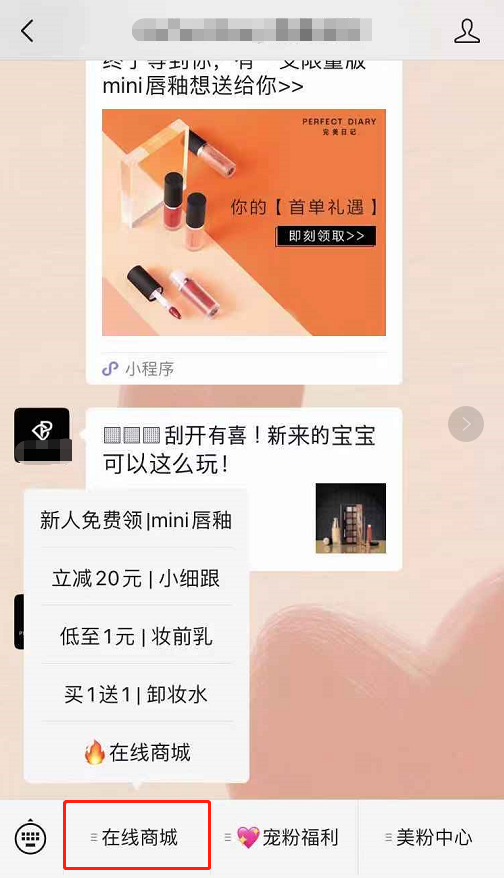 终于等到你，有一支限量版
mini唇釉想送给你>>
PERFECT DIARY
完美日记
你的【首单礼遇】
即刻领取>>
小程序
刮开有喜！新来的宝宝
可以这么玩！
新人免费领|mini唇釉
立减20元 | 小细跟
低至1元 | 妆前乳
买1送1| 卸妆水
🔥在线商城
在线商城
💖宠粉福利
美粉中心